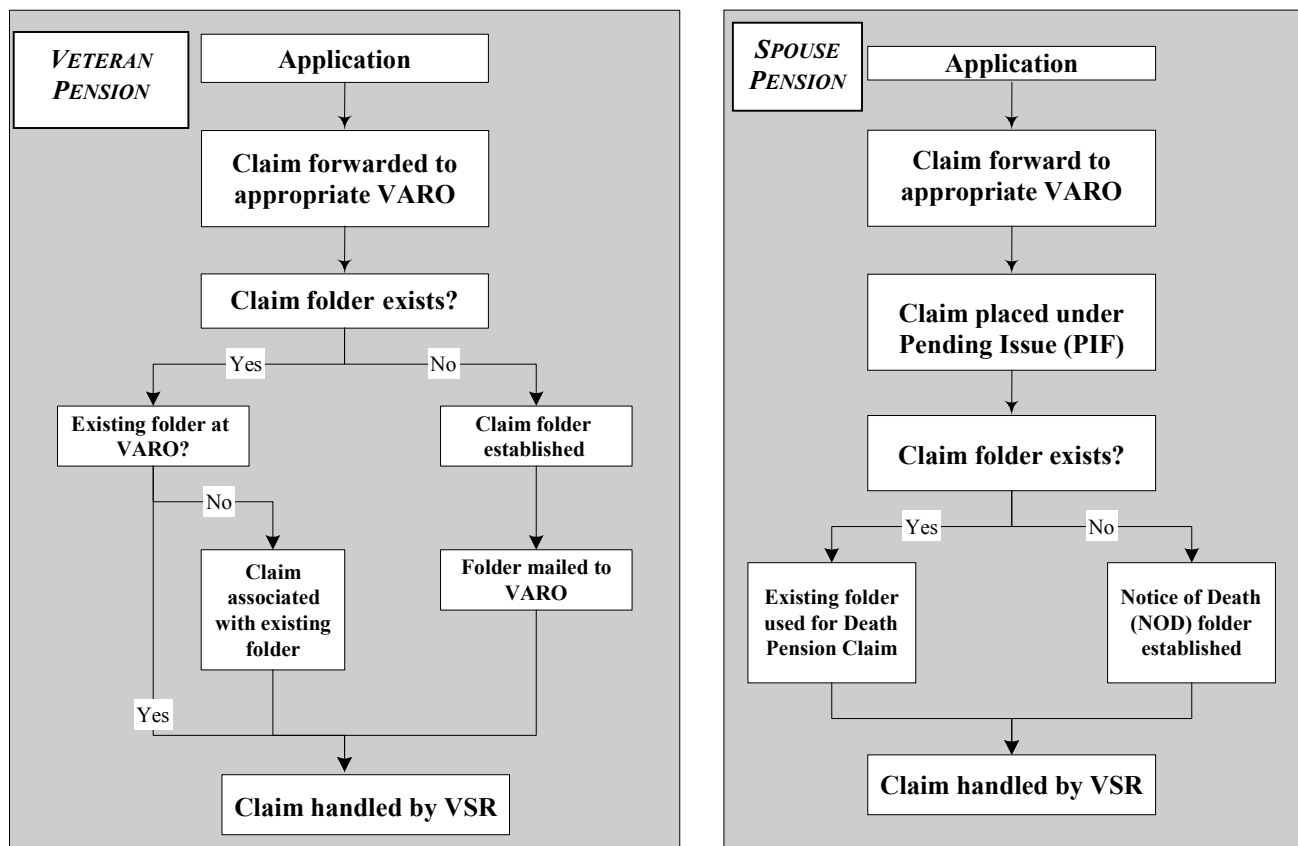 VETERAN
PENSION
Application
Claim forwarded to
appropriate VARO
Claim folder exists?
Yes
No
Existing folder at
VARO?
Claim folder
established
No
Claim
associated
with existing
folder
Folder mailed to
VARO
Yes
Claim handled by VSR
SPOUSE
PENSION
Application
Claim forward to
appropriate VARO
Claim placed under
Pending Issue (PIF)
Claim folder exists?
Yes
No
Existing folder
used for Death
Pension Claim
Notice of Death
(NOD) folder
established
Claim handled by VSR